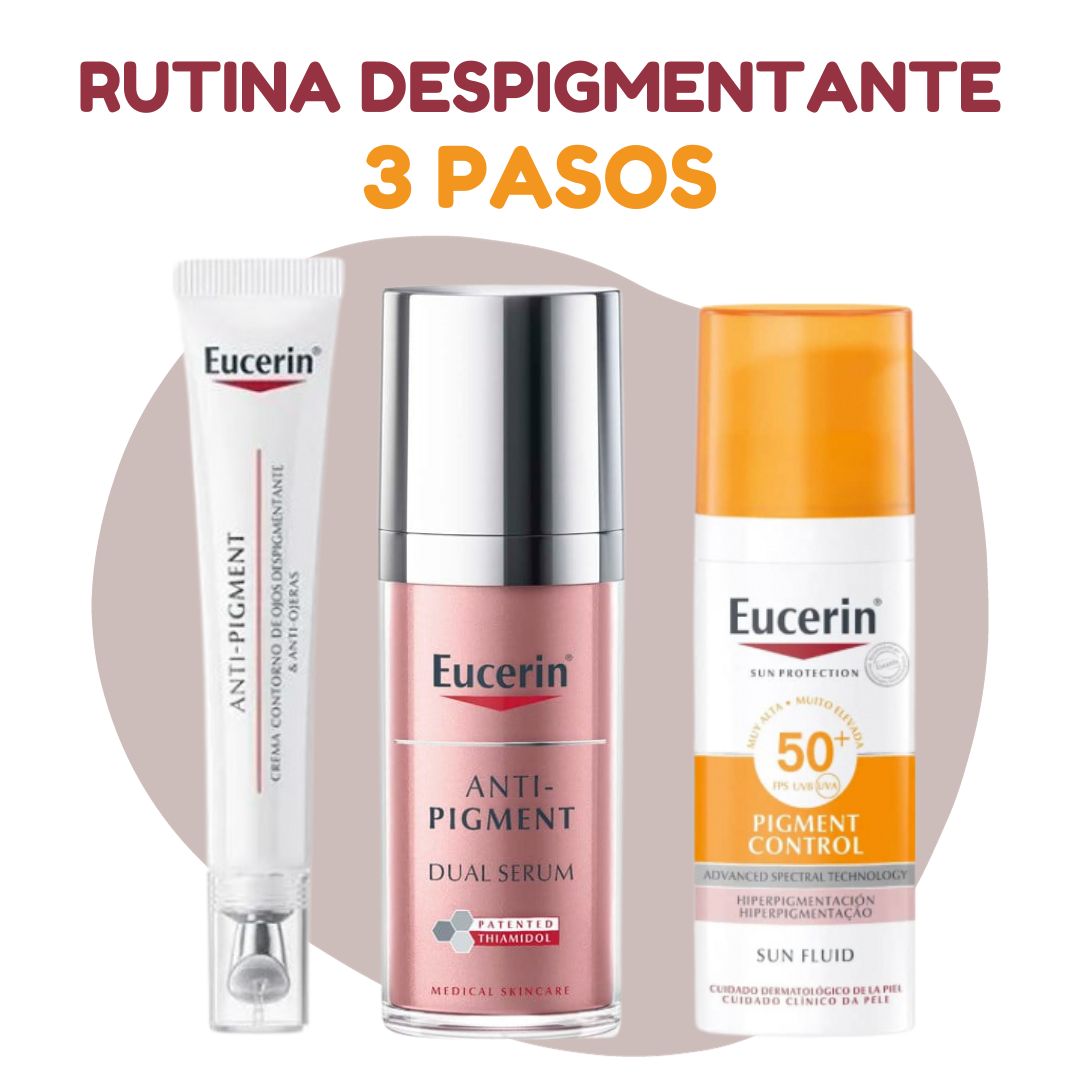 RUTINA DESPIGMENTANTE
3 PASOS
Eucerin®
ANTI-PIGMENT
CREMA CONTORNO DE OJOS DESPIGMENTANTE
& ANTI-OJERAS
Eucerin®
ANTI-
PIGMENT
DUAL SERUM
PATENTED
THIAMIDOL
MEDICAL SKINCARE
Eucerin®
SUN PROTECTION
MUY ALTA • MUITO ELEVADA
50+
FPS UVB UVA
PIGMENT
CONTROL
ADVANCED SPECTRAL TECHNOLOGY
HIPERPIGMENTACIÓN
HIPERPIGMENTAÇÃO
SUN FLUID
CUIDADO DERMATOLÓGICO DE LA PIEL
CUIDADO CLÍNICO DA PELE